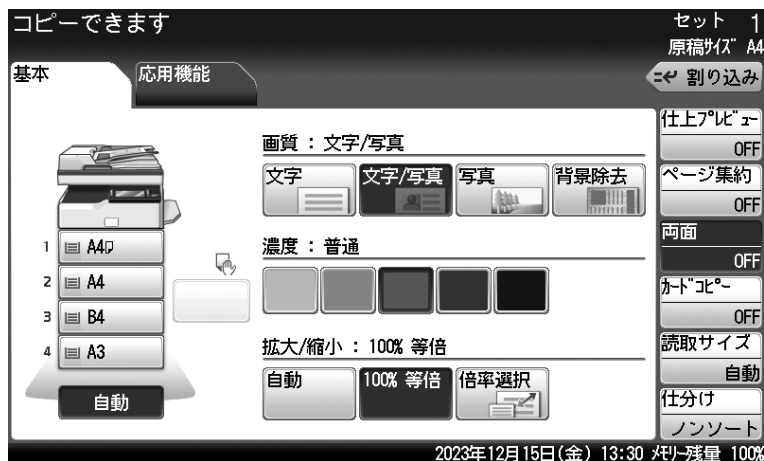 コピーできます
セット 1
原稿ｻｲｽﾞ A4
基本
応用機能
割り込み
画質 : 文字/写真
文字
文字/写真
写真
背景除去
濃度 : 普通
拡大/縮小 : 100% 等倍
自動
100% 等倍
倍率選択
1 A4
2 A4
3 B4
4 A3
自動
仕上ﾌﾟﾚﾋﾞｭｰ
OFF
ページ集約
OFF
両面
OFF
ｶｰﾄﾞｺﾋﾟｰ
OFF
読取サイズ
自動
仕分け
ノンソート
2023年12月15日(金) 13:30 ﾒﾓﾘｰ残量 100%